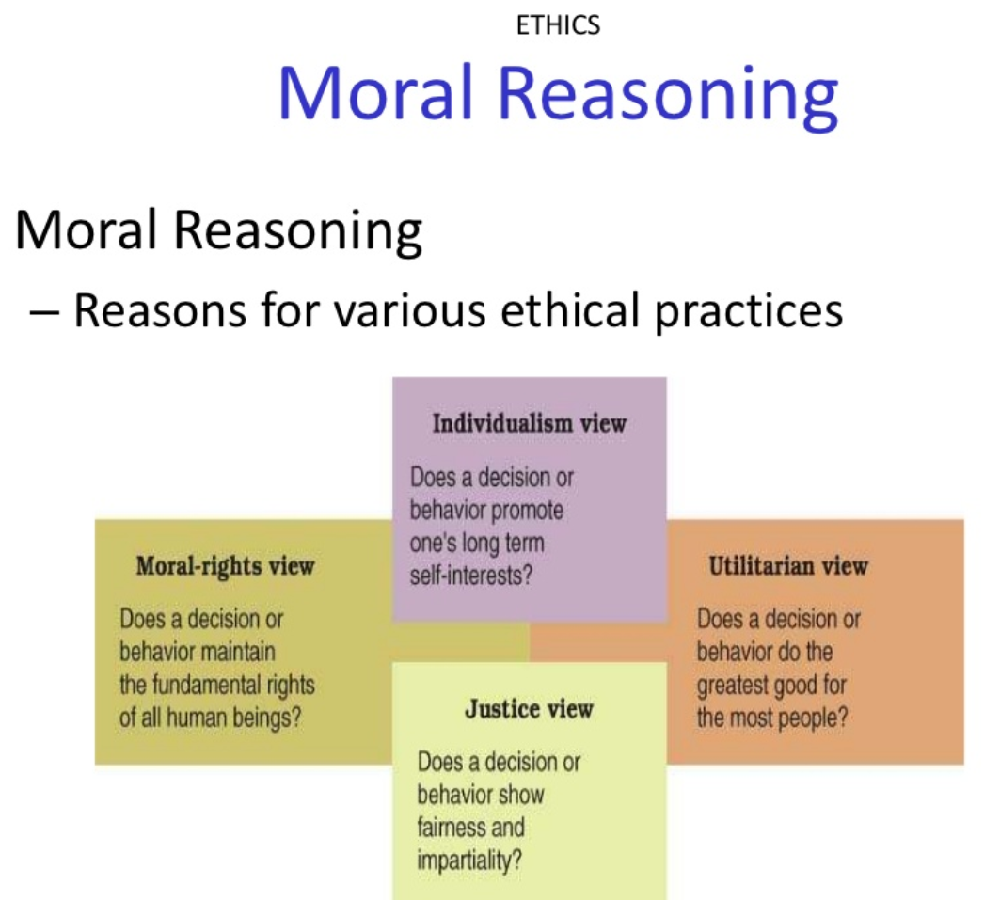 ETHICS
Moral Reasoning
Moral Reasoning
– Reasons for various ethical practices
Individualism view
Does a decision or
behavior promote
one's long term
self-interests?
Moral-rights view
Does a decision or
behavior maintain
the fundamental rights
of all human beings?
Utilitarian view
Does a decision or
behavior do the
greatest good for
the most people?
Justice view
Does a decision or
behavior show
fairness and
impartiality?